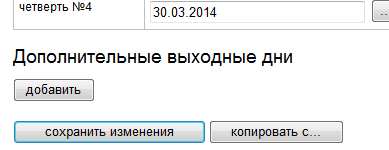 четверть №4 30.03.2014 ...
Дополнительные выходные дни
добавить
сохранить изменения копировать с...